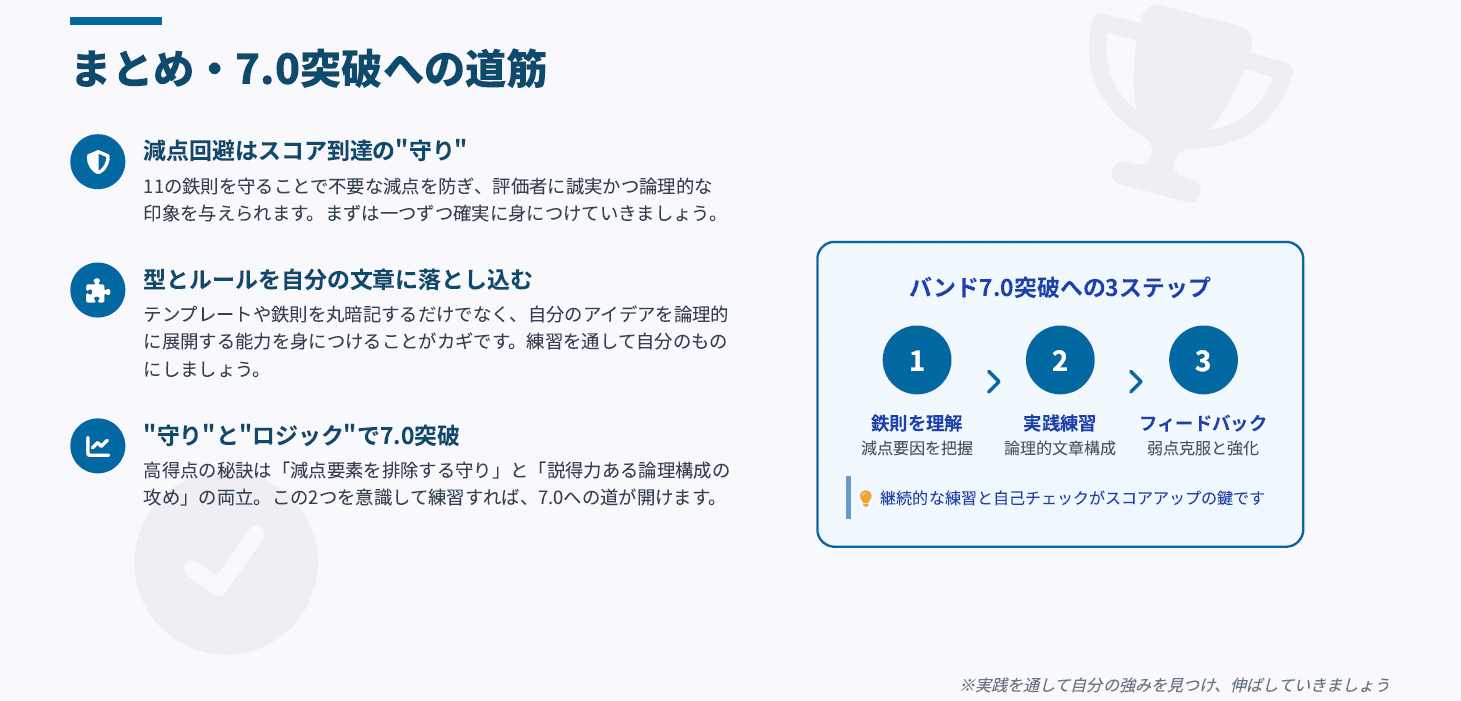 まとめ・7.0突破への道筋
減点回避はスコア到達の"守り"
11の鉄則を守ることで不要な減点を防ぎ、評価者に誠実かつ論理的な
印象を与えられます。まずは一つずつ確実に身につけていきましょう。
型とルールを自分の文章に落とし込む
テンプレートや鉄則を丸暗記するだけでなく、自分のアイデアを論理的
に展開する能力を身につけることがカギです。練習を通して自分のもの
にしましょう。
"守り"と"ロジック"で7.0突破
高得点の秘訣は「減点要素を排除する守り」と「説得力ある論理構成の
攻め」の両立。この2つを意識して練習すれば、7.0への道が開けます。
バンド7.0突破への3ステップ
1
2
3
鉄則を理解
実践練習
フィードバック
減点要因を把握
論理的文章構成
弱点克服と強化
継続的な練習と自己チェックがスコアアップの鍵です
※実践を通して自分の強みを見つけ、伸ばしていきましょう